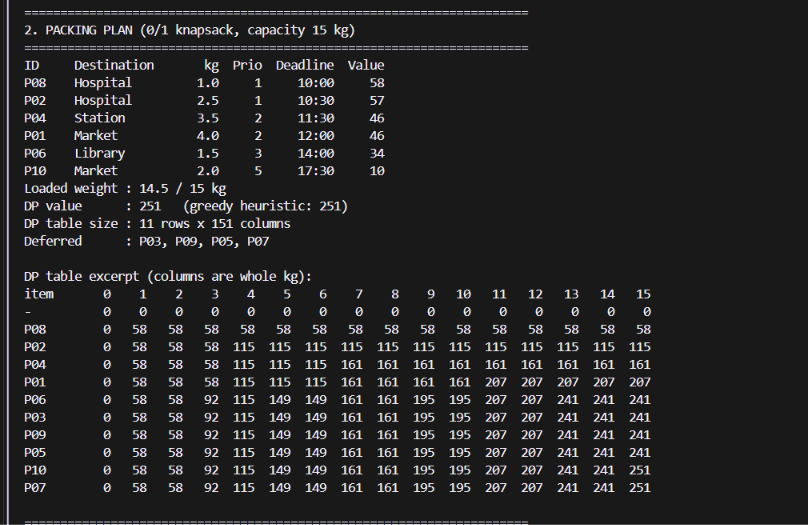 ======================================================================
2. PACKING PLAN (0/1 knapsack, capacity 15 kg)
======================================================================
ID     Destination       kg  Prio  Deadline  Value
P08    Hospital         1.0     1     10:00     58
P02    Hospital         2.5     1     10:30     57
P04    Station          3.5     2     11:30     46
P01    Market           4.0     2     12:00     46
P06    Library          1.5     3     14:00     34
P10    Market           2.0     5     17:30     10
Loaded weight : 14.5 / 15 kg
DP value      : 251   (greedy heuristic: 251)
DP table size : 11 rows x 151 columns
Deferred      : P03, P09, P05, P07
DP table excerpt (columns are whole kg):
item       0    1    2    3    4    5    6    7    8    9   10   11   12   13   14   15
-          0    0    0    0    0    0    0    0    0    0    0    0    0    0    0    0
P08        0   58   58   58   58   58   58   58   58   58   58   58   58   58   58   58
P02        0   58   58   58  115  115  115  115  115  115  115  115  115  115  115  115
P04        0   58   58   58  115  115  115  161  161  161  161  161  161  161  161  161
P01        0   58   58   58  115  115  115  161  161  161  161  207  207  207  207  207
P06        0   58   58   92  115  149  149  161  161  195  195  207  207  241  241  241
P03        0   58   58   92  115  149  149  161  161  195  195  207  207  241  241  241
P09        0   58   58   92  115  149  149  161  161  195  195  207  207  241  241  241
P05        0   58   58   92  115  149  149  161  161  195  195  207  207  241  241  241
P10        0   58   58   92  115  149  149  161  161  195  195  207  207  241  241  251
P07        0   58   58   92  115  149  149  161  161  195  195  207  207  241  241  251
======================================================================